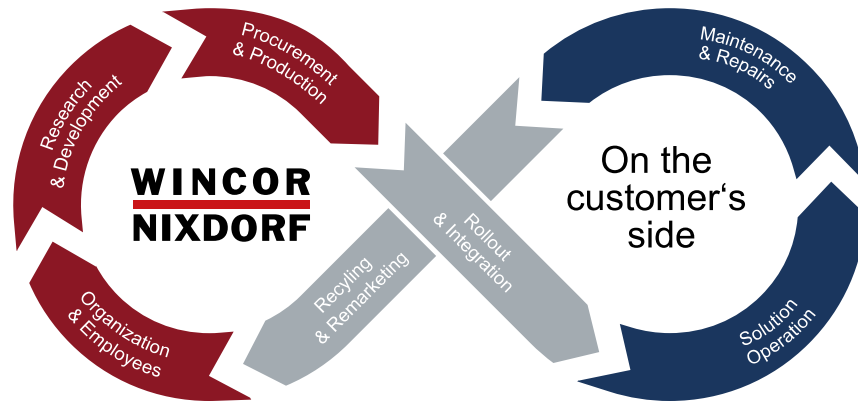 Procurement
& Production
Research
& Development
WINCOR
NIXDORF
Organization
& Employees
Recyling
& Remarketing
Rollout
& Integration
Maintenance
& Repairs
On the
customer‘s
side
Solution
Operation